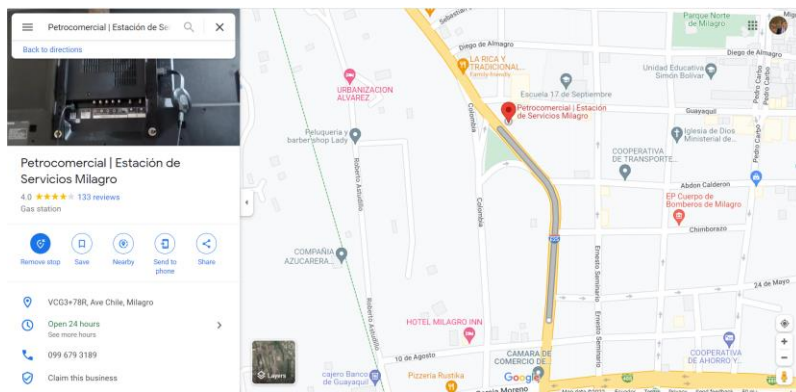 Petrocomercial | Estación de Se
Back to directions
Petrocomercial | Estación de
Servicios Milagro
4.0
133 reviews
Gas station
Remove stop
Save
Nearby
Send to
phone
Share
VCG3+78R, Ave Chile, Milagro
Open 24 hours
See more hours
099 679 3189
Claim this business
Sebastian
Parque Norte
de Milagro
Diego de Almagro
Diego de Almagro
LA RICA Y
TRADICIONAL...
Family-friendly
Unidad Educativa
Simón Bolívar
Pedro Carbo
URBANIZACION
ALVAREZ
Escuela 17 de Septiembre
Colombia
Petrocomercial | Estación
de Servicios Milagro
Guayaquil
Peluqueria y
barber shop Lady
Iglesia de Dios
Ministerial de...
Pedro Carbo
COOPERATIVA
DE TRANSPORTE...
Roberto Astudillo
Abdon Calderon
Colombia
EP Cuerpo de
Bomberos de Milagro
Chimborazo
E25
COMPAÑIA
AZUCARERA...
Ernesto Seminario
24 de Mayo
HOTEL MILAGRO INN
Roberto Astudillo
Ernesto Seminario
10 de Agosto
CÁMARA DE
COMERCIO DE...
COOPERATIVA
DE AHORRO Y...
Layers
cajero Banco
de Guayaquil
Pizzería Rustika
Google
García Moreno